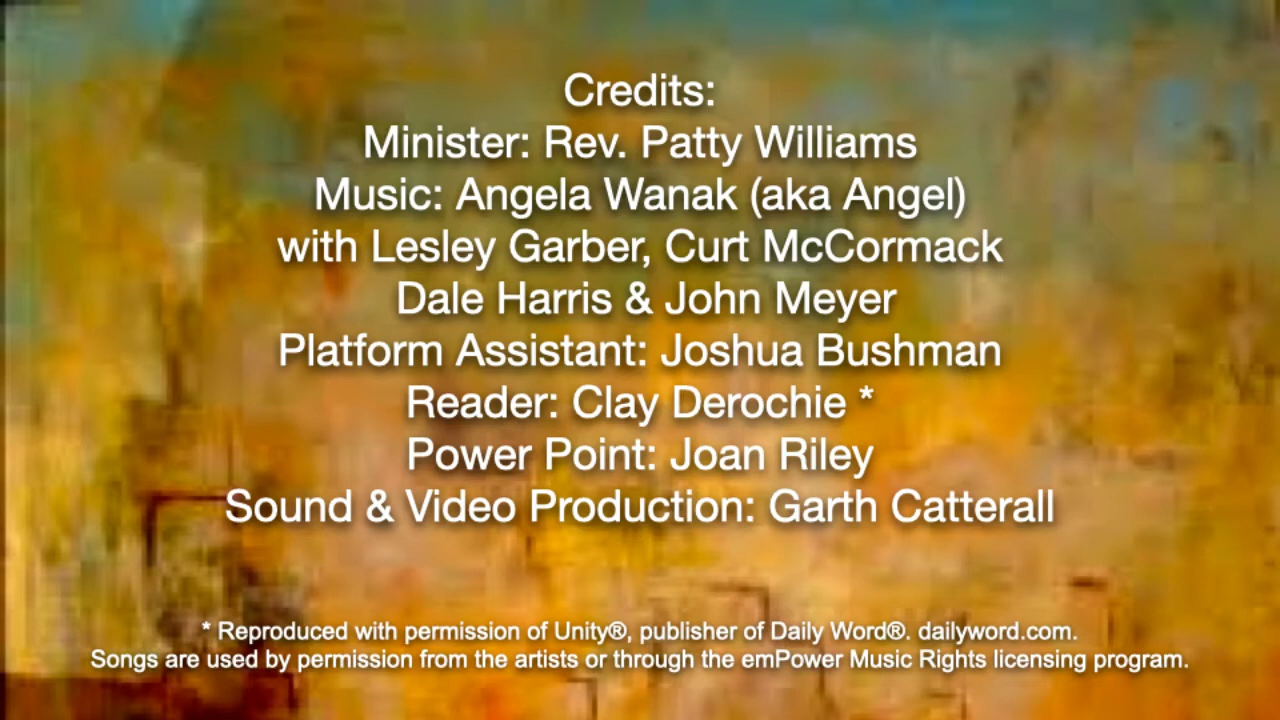 Credits:
Minister: Rev. Patty Williams
Music: Angela Wanak (aka Angel)
with Lesley Garber, Curt McCormack
Dale Harris & John Meyer
Platform Assistant: Joshua Bushman
Reader: Clay Derochie *
Power Point: Joan Riley
Sound & Video Production: Garth Catterall
* Reproduced with permission of Unity®, publisher of Daily Word®. dailyword.com.
Songs are used by permission from the artists or through the emPower Music Rights licensing program.